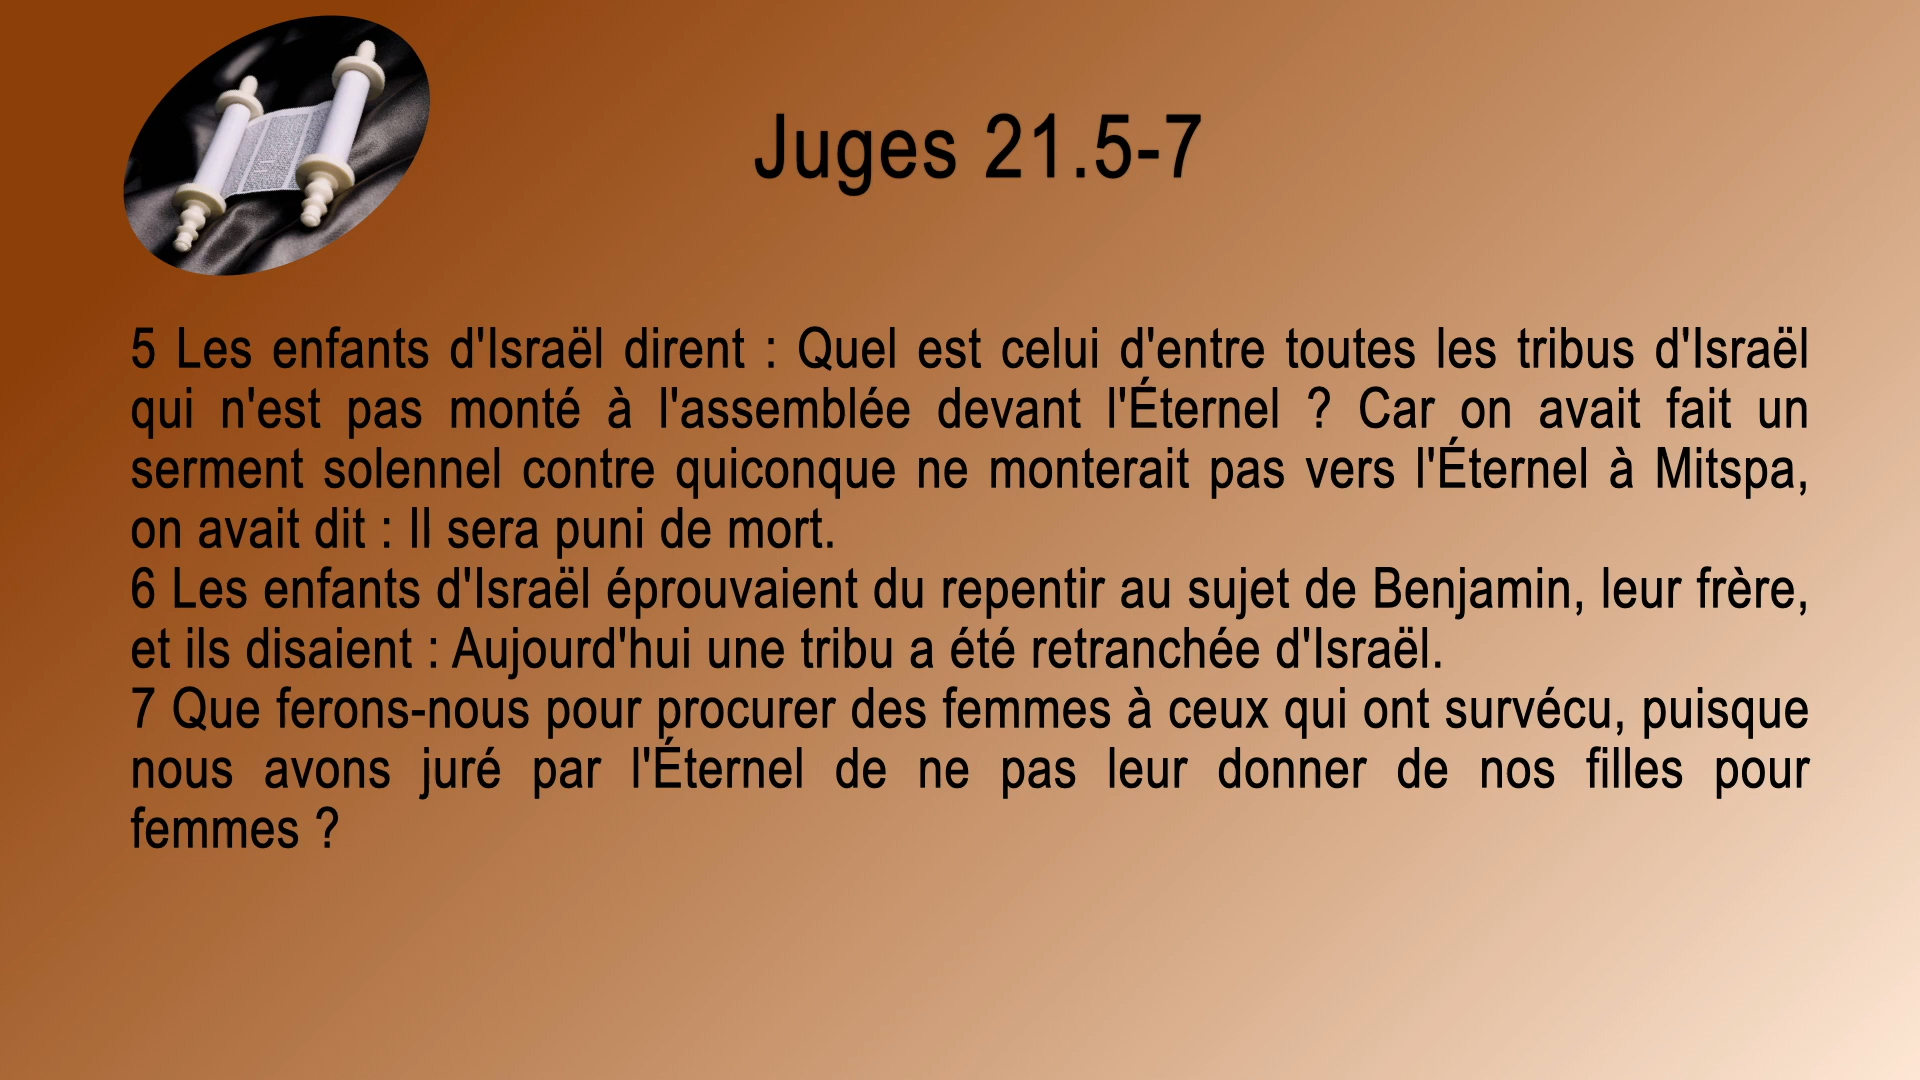 Juges 21.5-7
5 Les enfants d'Israël dirent : Quel est celui d'entre toutes les tribus d'Israël
qui n'est pas monté à l'assemblée devant l'Éternel ? Car on avait fait un
serment solennel contre quiconque ne monterait pas vers l'Éternel à Mitspa,
on avait dit : Il sera puni de mort.
6 Les enfants d'Israël éprouvaient du repentir au sujet de Benjamin, leur frère,
et ils disaient : Aujourd'hui une tribu a été retranchée d'Israël.
7 Que ferons-nous pour procurer des femmes à ceux qui ont survécu, puisque
nous avons juré par l'Éternel de ne pas leur donner de nos filles pour
femmes ?